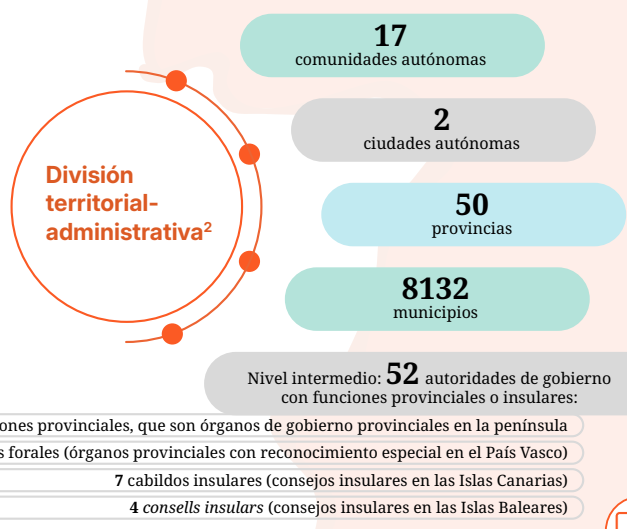 17
comunidades autónomas
2
ciudades autónomas
División
territorial-
administrativa²
50
provincias
8132
municipios
Nivel intermedio: 52 autoridades de gobierno
con funciones provinciales o insulares:
provinciales, que son órganos de gobierno provinciales en la península
forales (órganos provinciales con reconocimiento especial en el País Vasco)
7 cabildos insulares (consejos insulares en las Islas Canarias)
4 consells insulars (consejos insulares en las Islas Baleares)